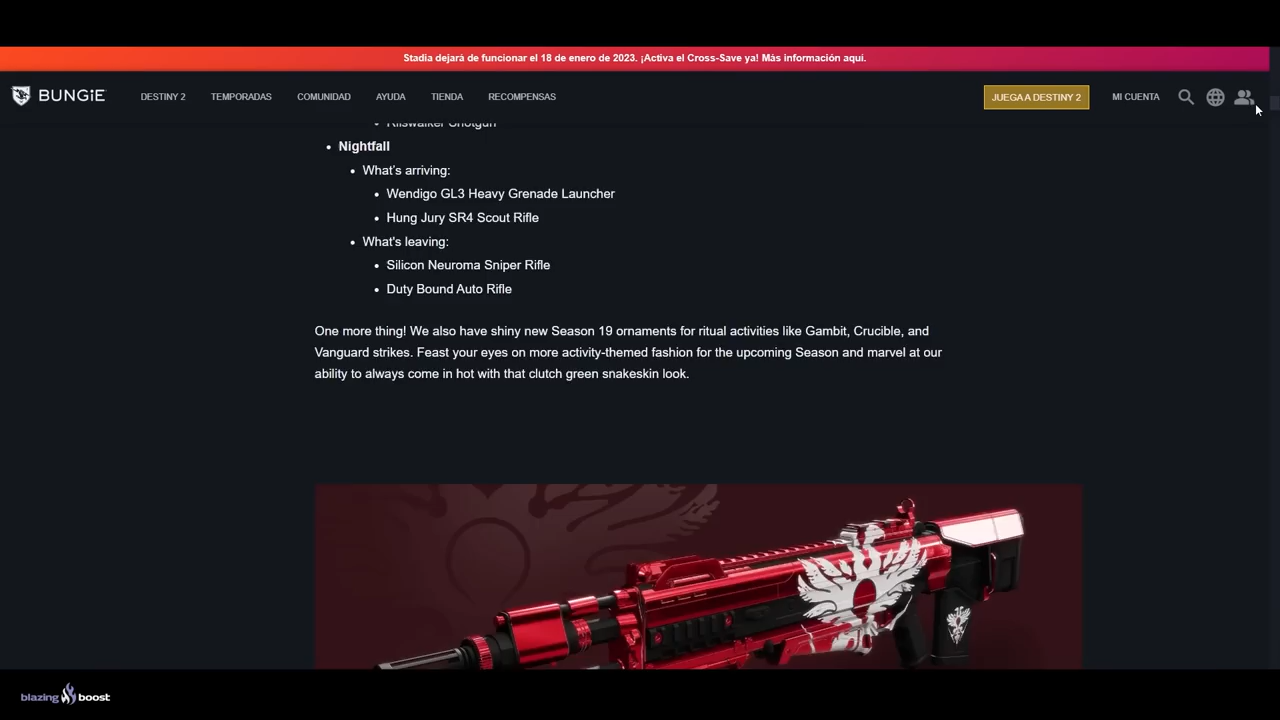 Stadia dejará de funcionar el 18 de enero de 2023. ¡Activa el Cross-Save ya! Más información aquí.
BUNGiE DESTINY 2 TEMPORADAS COMUNIDAD AYUDA TIENDA RECOMPENSAS JUEGA A DESTINY 2 MI CUENTA
Riiswalker Shotgun
Nightfall
What's arriving:
Wendigo GL3 Heavy Grenade Launcher
Hung Jury SR4 Scout Rifle
What's leaving:
Silicon Neuroma Sniper Rifle
Duty Bound Auto Rifle
One more thing! We also have shiny new Season 19 ornaments for ritual activities like Gambit, Crucible, and
Vanguard strikes. Feast your eyes on more activity-themed fashion for the upcoming Season and marvel at our
ability to always come in hot with that clutch green snakeskin look.
blazing boost